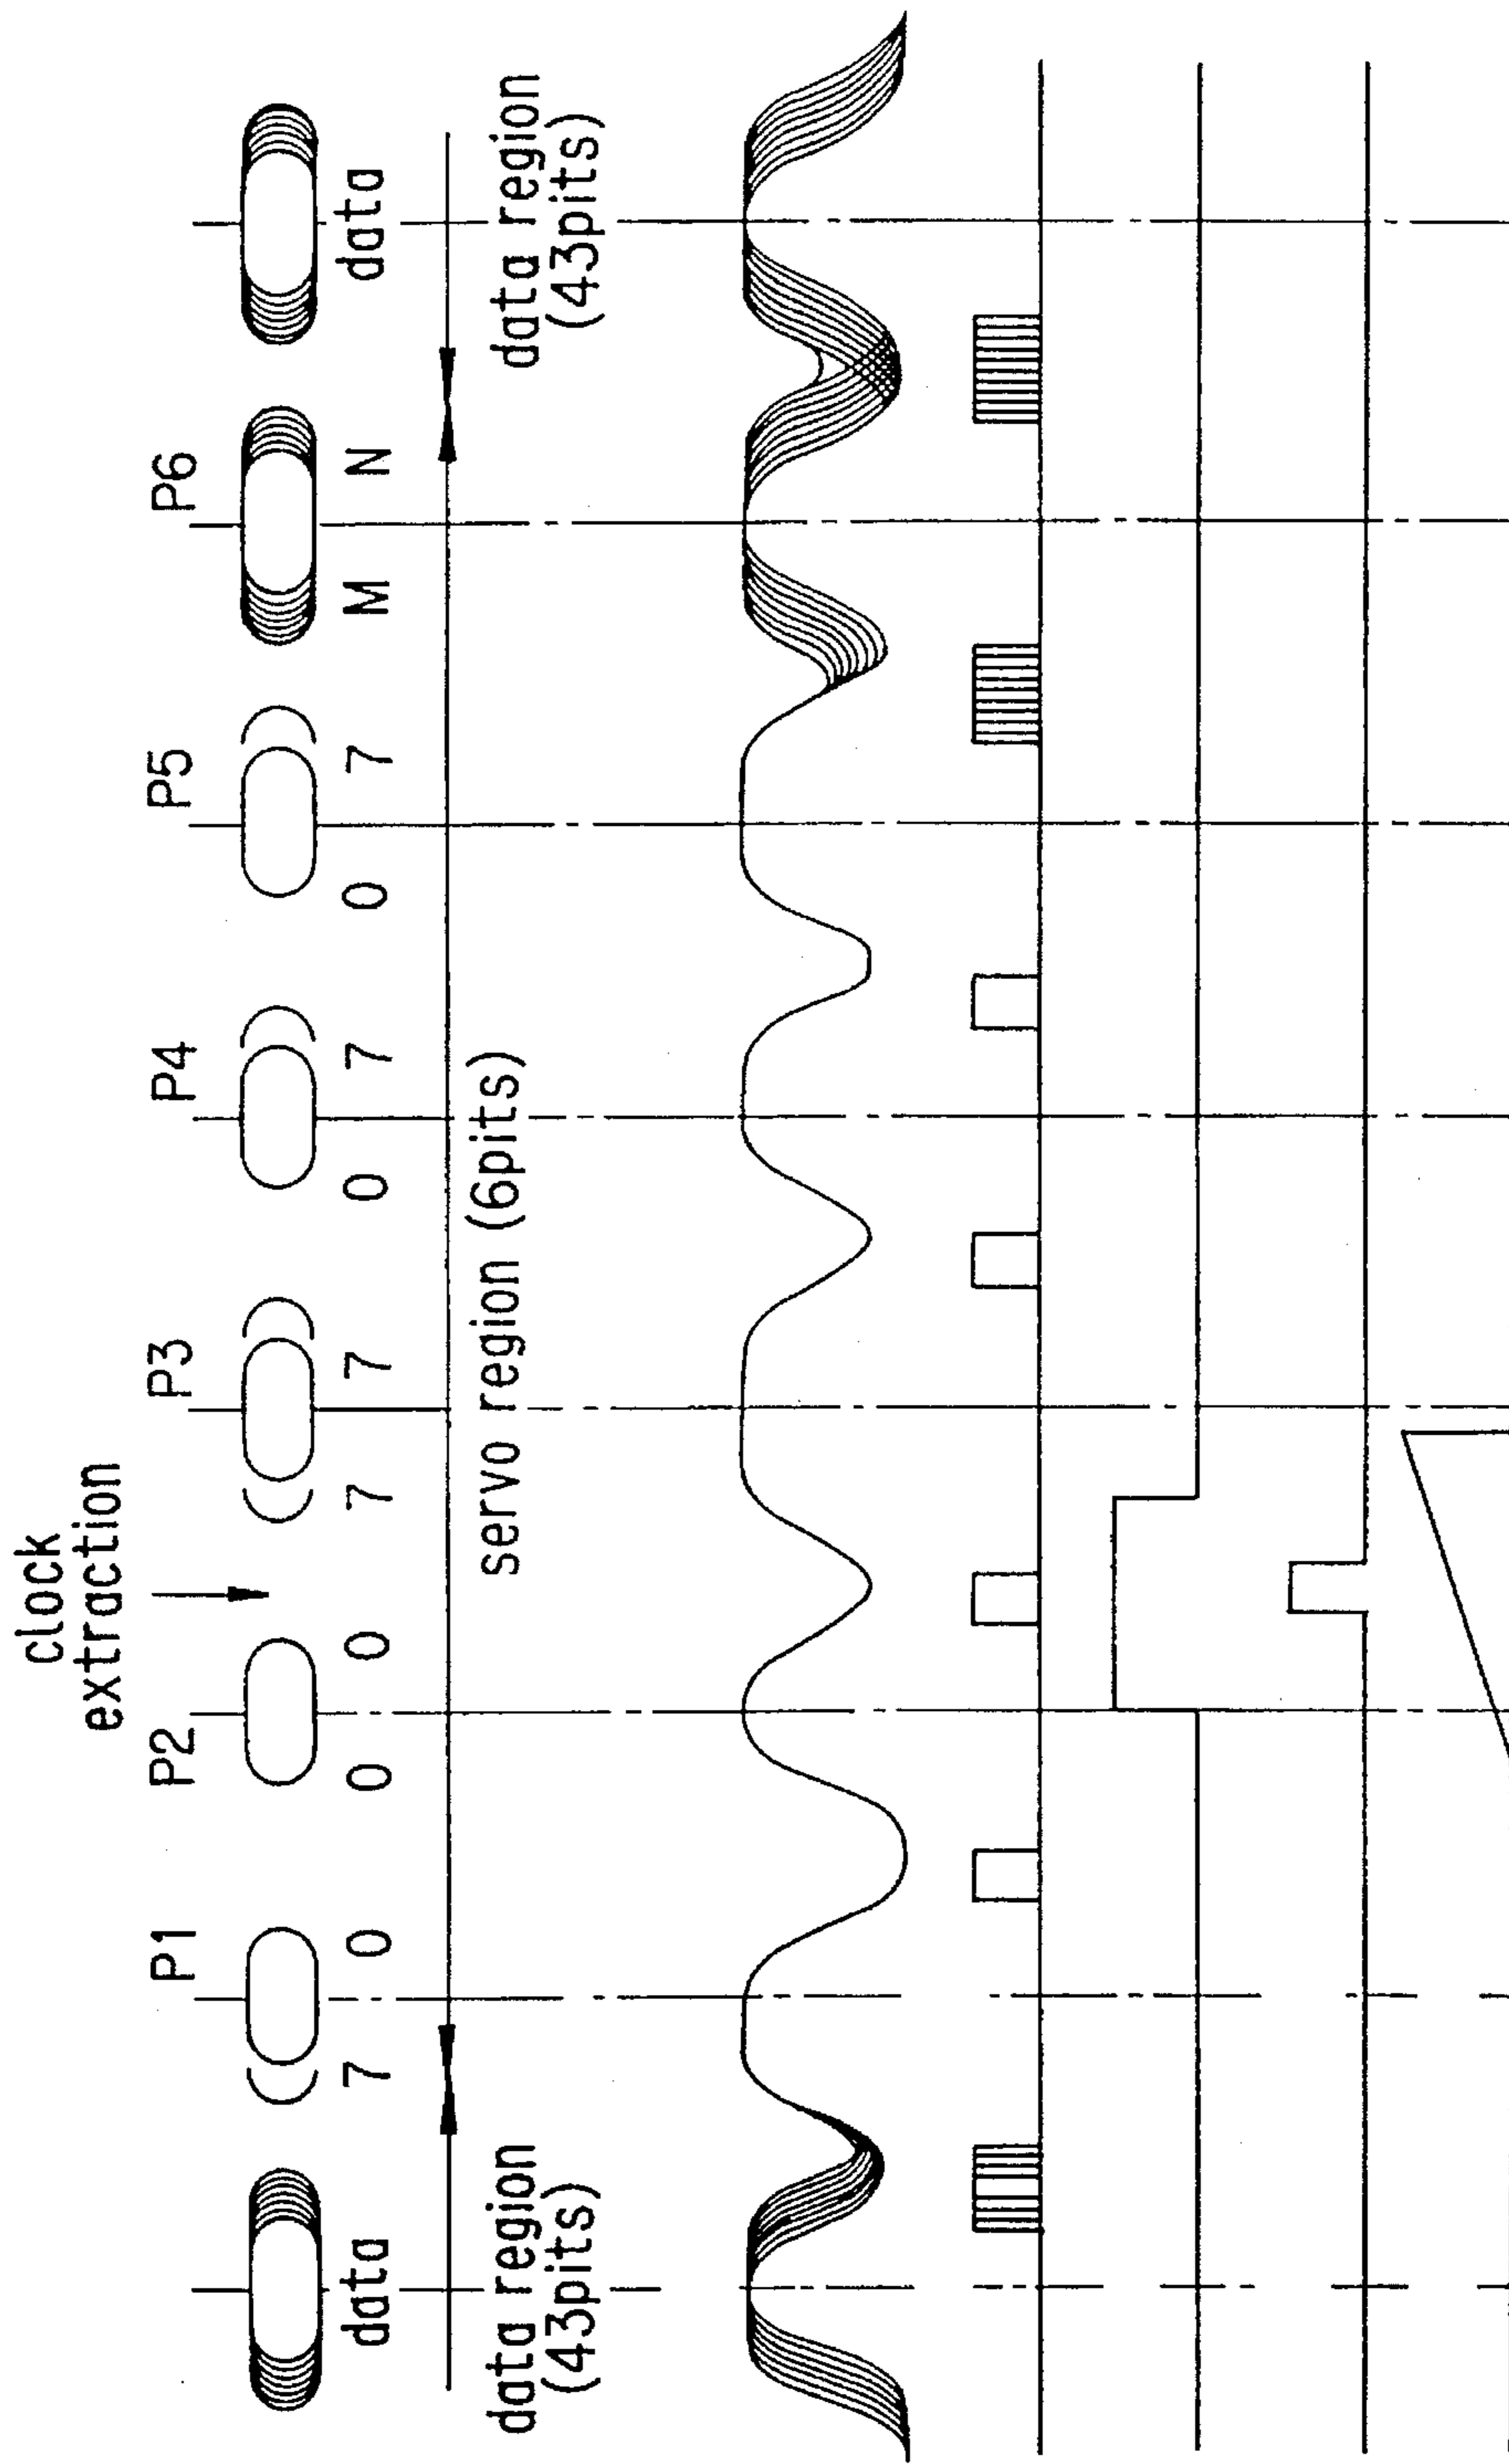 clock
extraction
P1 P2 P3 P4 P5 P6
data 7 0 0 0 7 7 0 7 0 7 M N data
data region
(43pits)
servo region (6pits)
data region
(43pits)